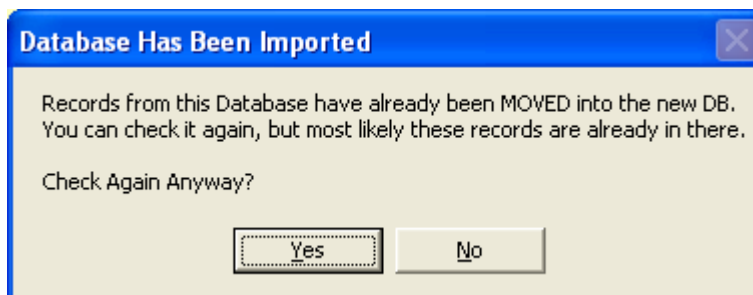 Database Has Been Imported
Records from this Database have already been MOVED into the new DB.
You can check it again, but most likely these records are already in there.
Check Again Anyway?
Yes No